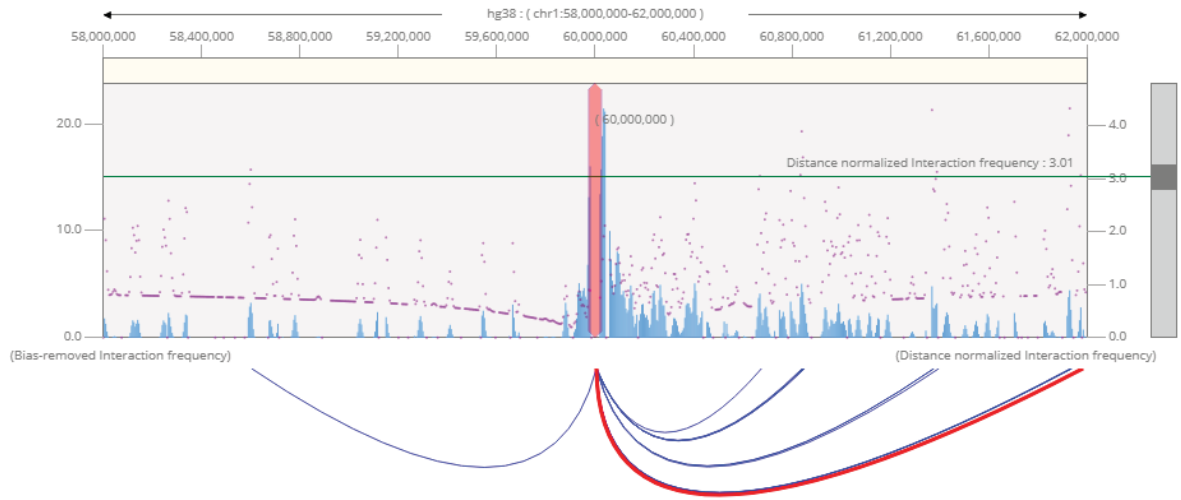 hg38 : ( chr1:58,000,000-62,000,000 )
58,000,000 58,400,000 58,800,000 59,200,000 59,600,000 60,000,000 60,400,000 60,800,000 61,200,000 61,600,000 62,000,000
( 60,000,000 )
20.0 4.0
Distance normalized Interaction frequency : 3.01
3.0
10.0 2.0
1.0
0.0 0.0
(Bias-removed Interaction frequency) (Distance normalized Interaction frequency)